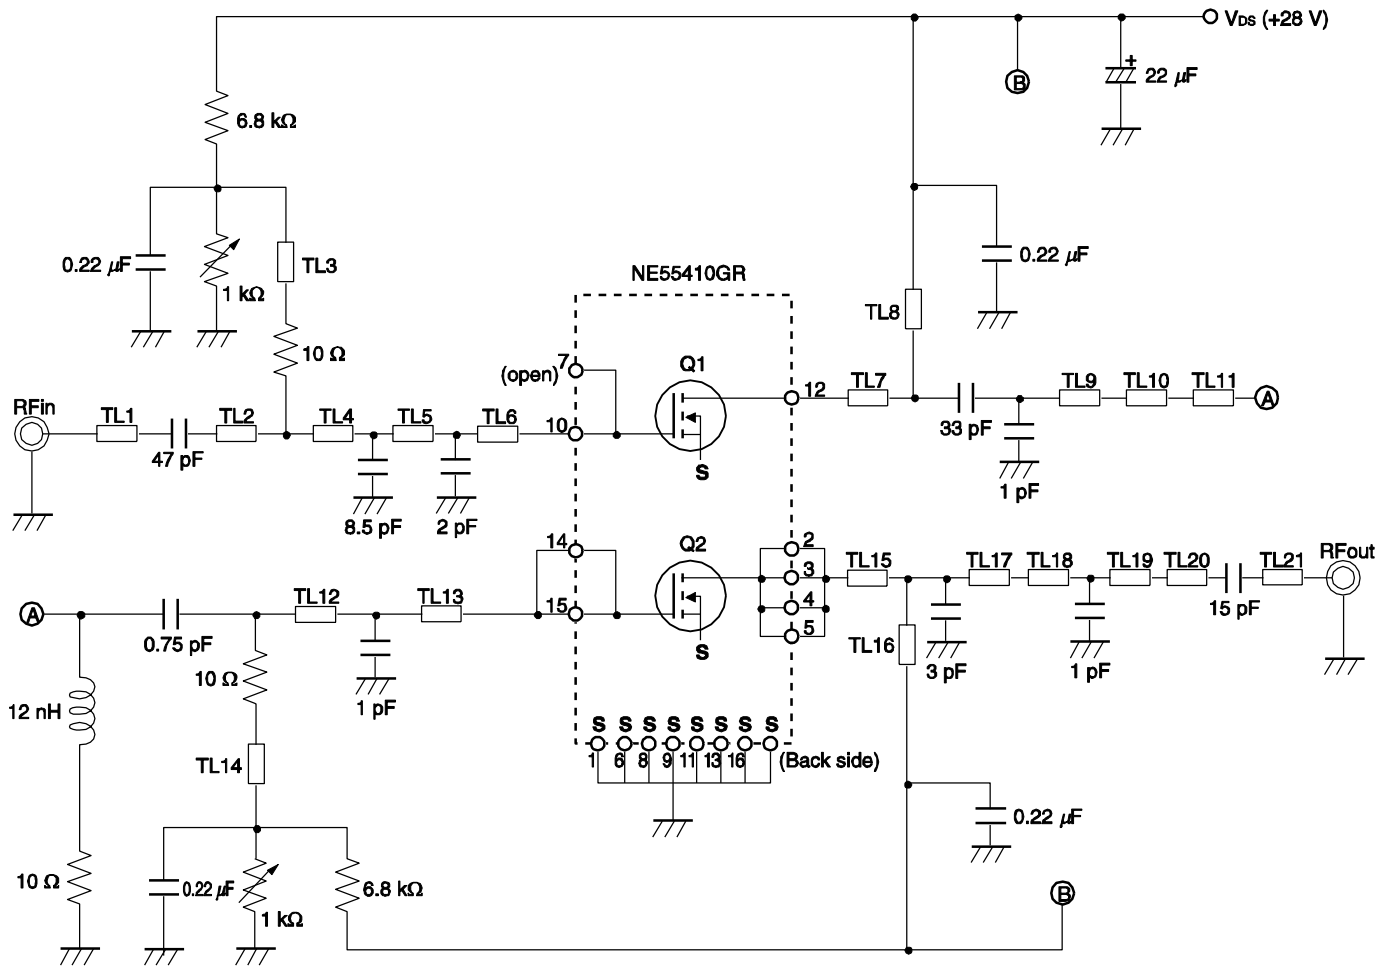 VDS (+28 V)
B
+
22 μF
6.8 kΩ
0.22 μF
1 kΩ
TL3
10 Ω
NE55410GR
0.22 μF
TL8
7
(open)
Q1
12
TL7
TL9
TL10
TL11
A
RFin
TL1
47 pF
TL2
TL4
TL5
TL6
10
33 pF
S
1 pF
8.5 pF
2 pF
14
Q2
2
3
4
5
TL15
TL17
TL18
TL19
TL20
TL21
RFout
A
0.75 pF
TL12
TL13
15
S
TL16
3 pF
1 pF
15 pF
12 nH
10 Ω
1 pF
S S S S S S S S
1 6 8 9 11 13 16 (Back side)
TL14
0.22 μF
10 Ω
0.22 μF
1 kΩ
6.8 kΩ
B